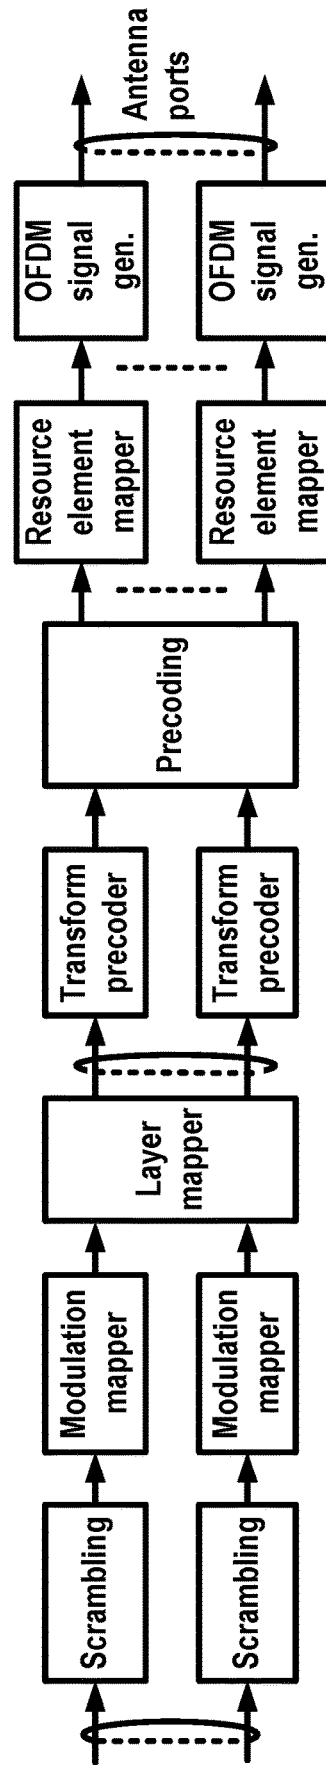 Scrambling
Scrambling
Modulation
mapper
Modulation
mapper
Layer
mapper
Transform
precoder
Transform
precoder
Precoding
Resource
element
mapper
Resource
element
mapper
OFDM
signal
gen.
OFDM
signal
gen.
Antenna
ports